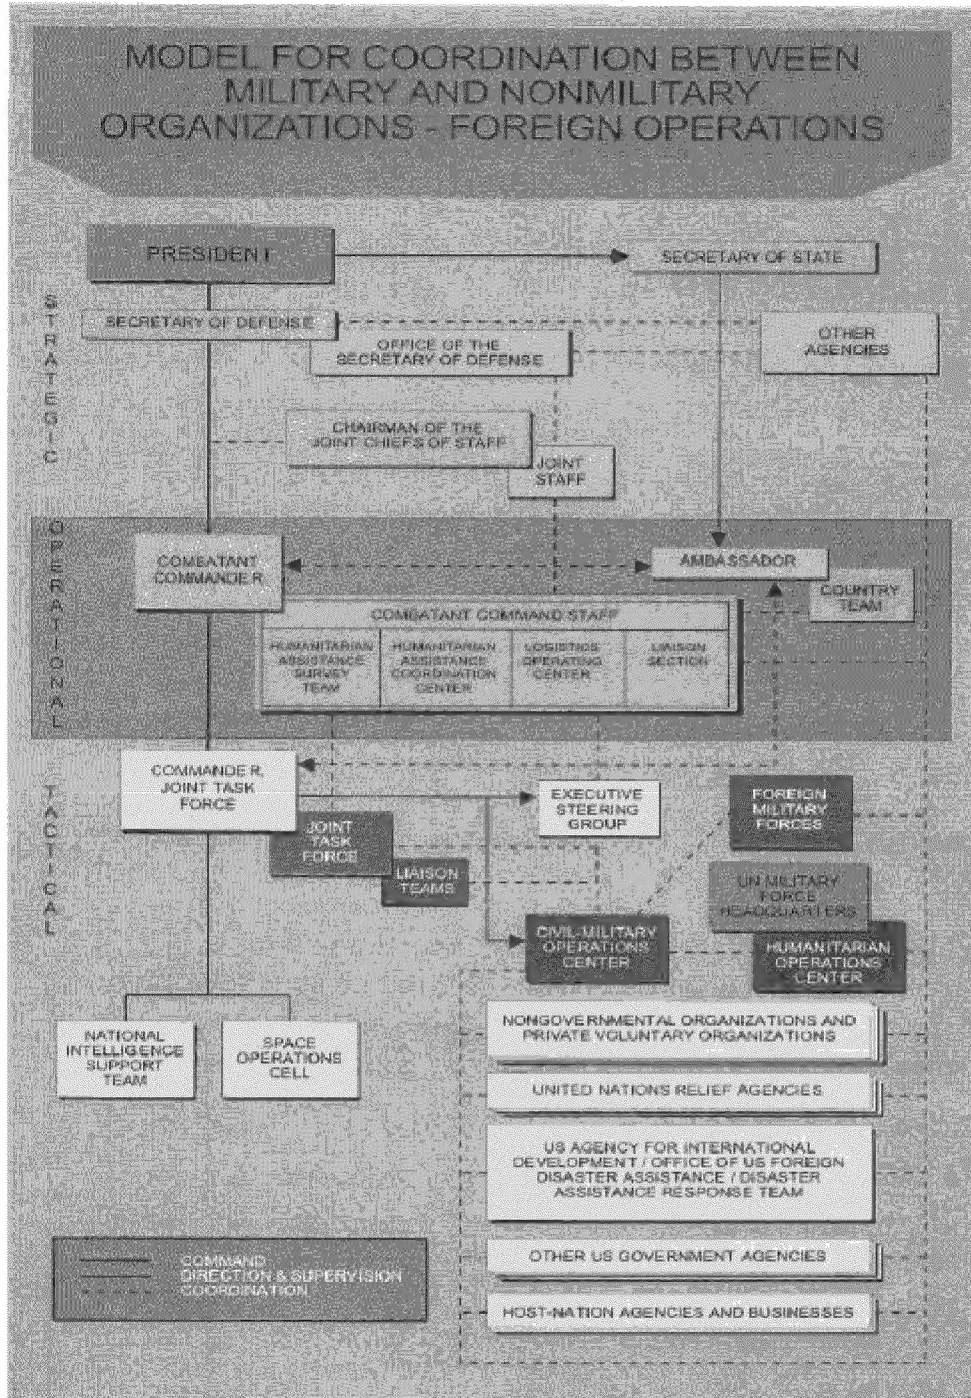 MODEL FOR COORDINATION BETWEEN
MILITARY AND NONMILITARY
ORGANIZATIONS - FOREIGN OPERATIONS
PRESIDENT
SECRETARY OF STATE
STRATEGIC
SECRETARY OF DEFENSE
OFFICE OF THE
SECRETARY OF DEFENSE
OTHER
AGENCIES
CHAIRMAN OF THE
JOINT CHIEFS OF STAFF
JOINT
STAFF
OPERATIONAL
COMBATANT
COMMANDER
AMBASSADOR
COUNTRY
TEAM
COMBATANT COMMAND STAFF
HUMANITARIAN
ASSISTANCE
SURVEY
TEAM
HUMANITARIAN
ASSISTANCE
COORDINATION
CENTER
LOGISTICS
OPERATING
CENTER
LIAISON
SECTION
TACTICAL
COMMANDER,
JOINT TASK
FORCE
JOINT
TASK
FORCE
LIAISON
TEAMS
EXECUTIVE
STEERING
GROUP
FOREIGN
MILITARY
FORCES
UN MILITARY
FORCE
HEADQUARTERS
CIVIL-MILITARY
OPERATIONS
CENTER
HUMANITARIAN
OPERATIONS
CENTER
NATIONAL
INTELLIGENCE
SUPPORT
TEAM
SPACE
OPERATIONS
CELL
NONGOVERNMENTAL ORGANIZATIONS AND
PRIVATE VOLUNTARY ORGANIZATIONS
UNITED NATIONS RELIEF AGENCIES
US AGENCY FOR INTERNATIONAL
DEVELOPMENT / OFFICE OF US FOREIGN
DISASTER ASSISTANCE / DISASTER
ASSISTANCE RESPONSE TEAM
OTHER US GOVERNMENT AGENCIES
HOST-NATION AGENCIES AND BUSINESSES
COMMAND
DIRECTION & SUPERVISION
COORDINATION